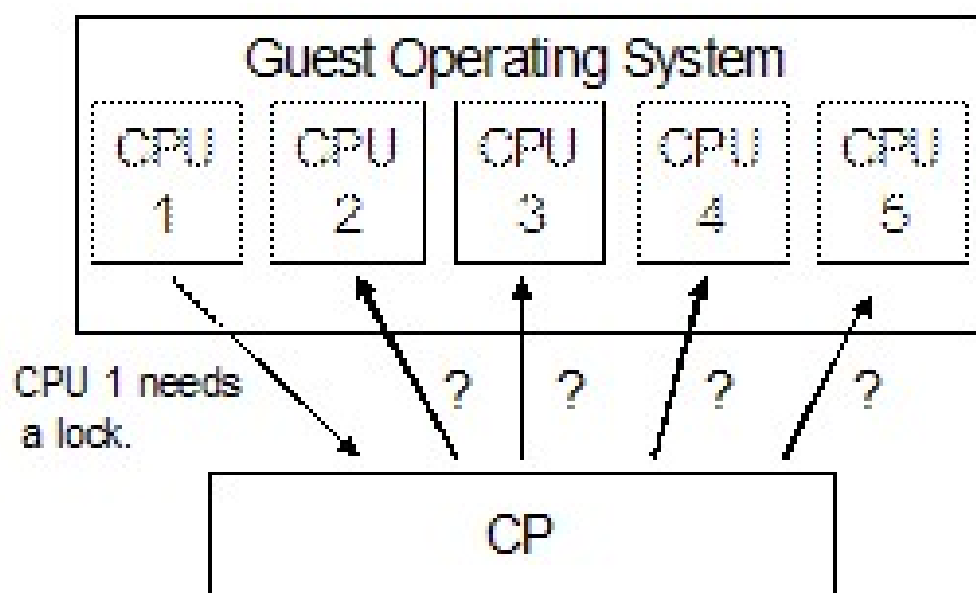 Guest Operating System
CPU CPU CPU CPU CPU
1 2 3 4 5
CPU 1 needs
a lock.
? ? ? ?
CP